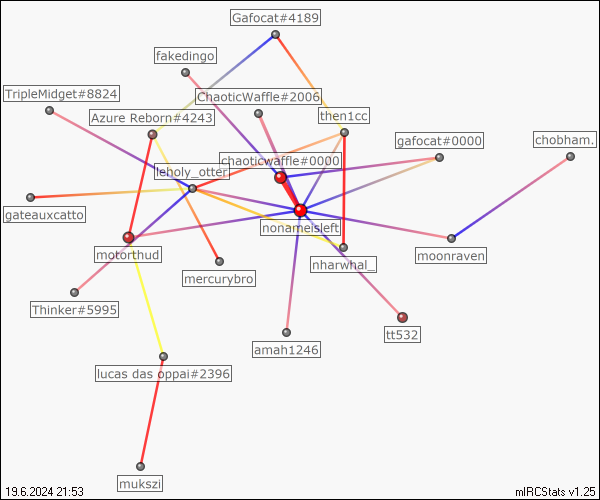 Gafocat#4189
fakedingo
TripleMidget#8824
ChaoticWaffle#2006
Azure Reborn#4243
then1cc
gafocat#0000
chobham.
chaoticwaffle#0000
leholy_otter
gateauxcatto
nonameisleft
motorthud
moonraven
nharwhal_
mercurybro
Thinker#5995
tt532
amah1246
lucas das oppai#2396
mukszi
19.6.2024 21:53
mIRCStats v1.25